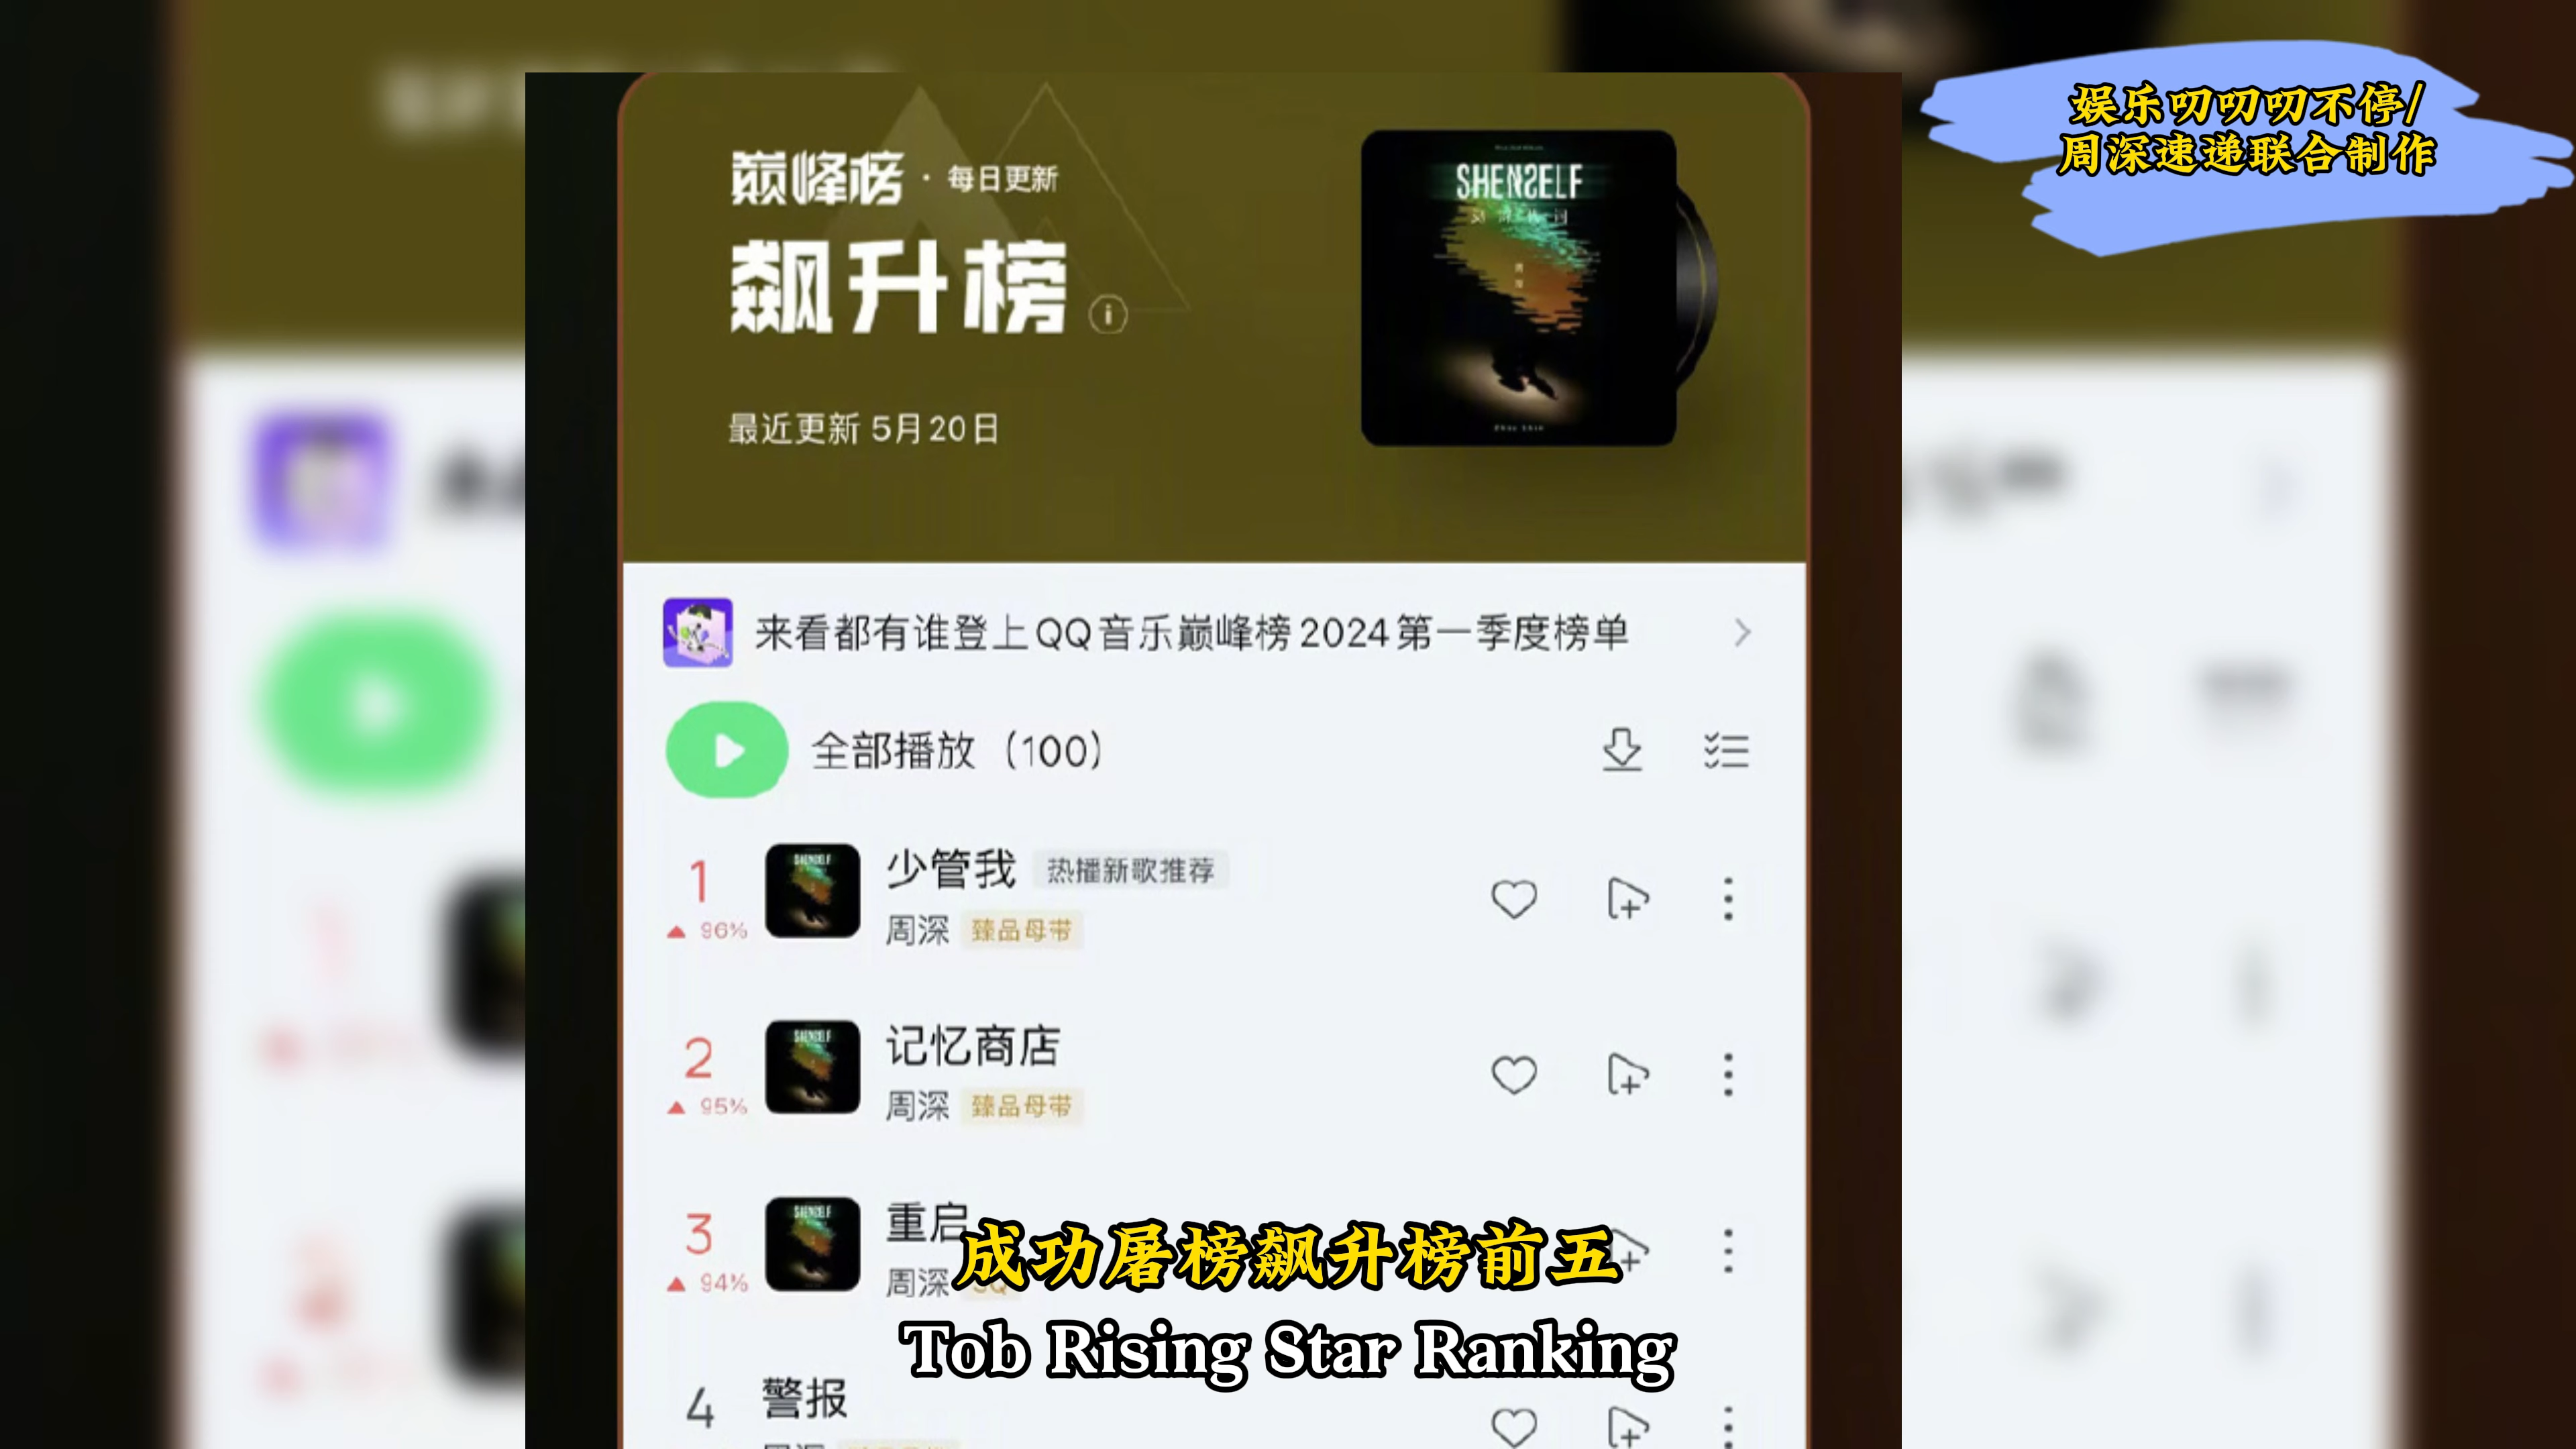 娱乐叨叨叨不停/
周深速递联合制作
巅峰榜·每日更新
飙升榜
最近更新 5月20日
SHENSELF
来看都有谁登上QQ音乐巅峰榜2024第一季度榜单
全部播放（100）
1 少管我 热播新歌推荐
96% 周深 臻品母带
2 记忆商店
95% 周深 臻品母带
3 重启
94% 周深
成功屠榜飙升榜前五
Tob Rising Star Ranking
4 警报